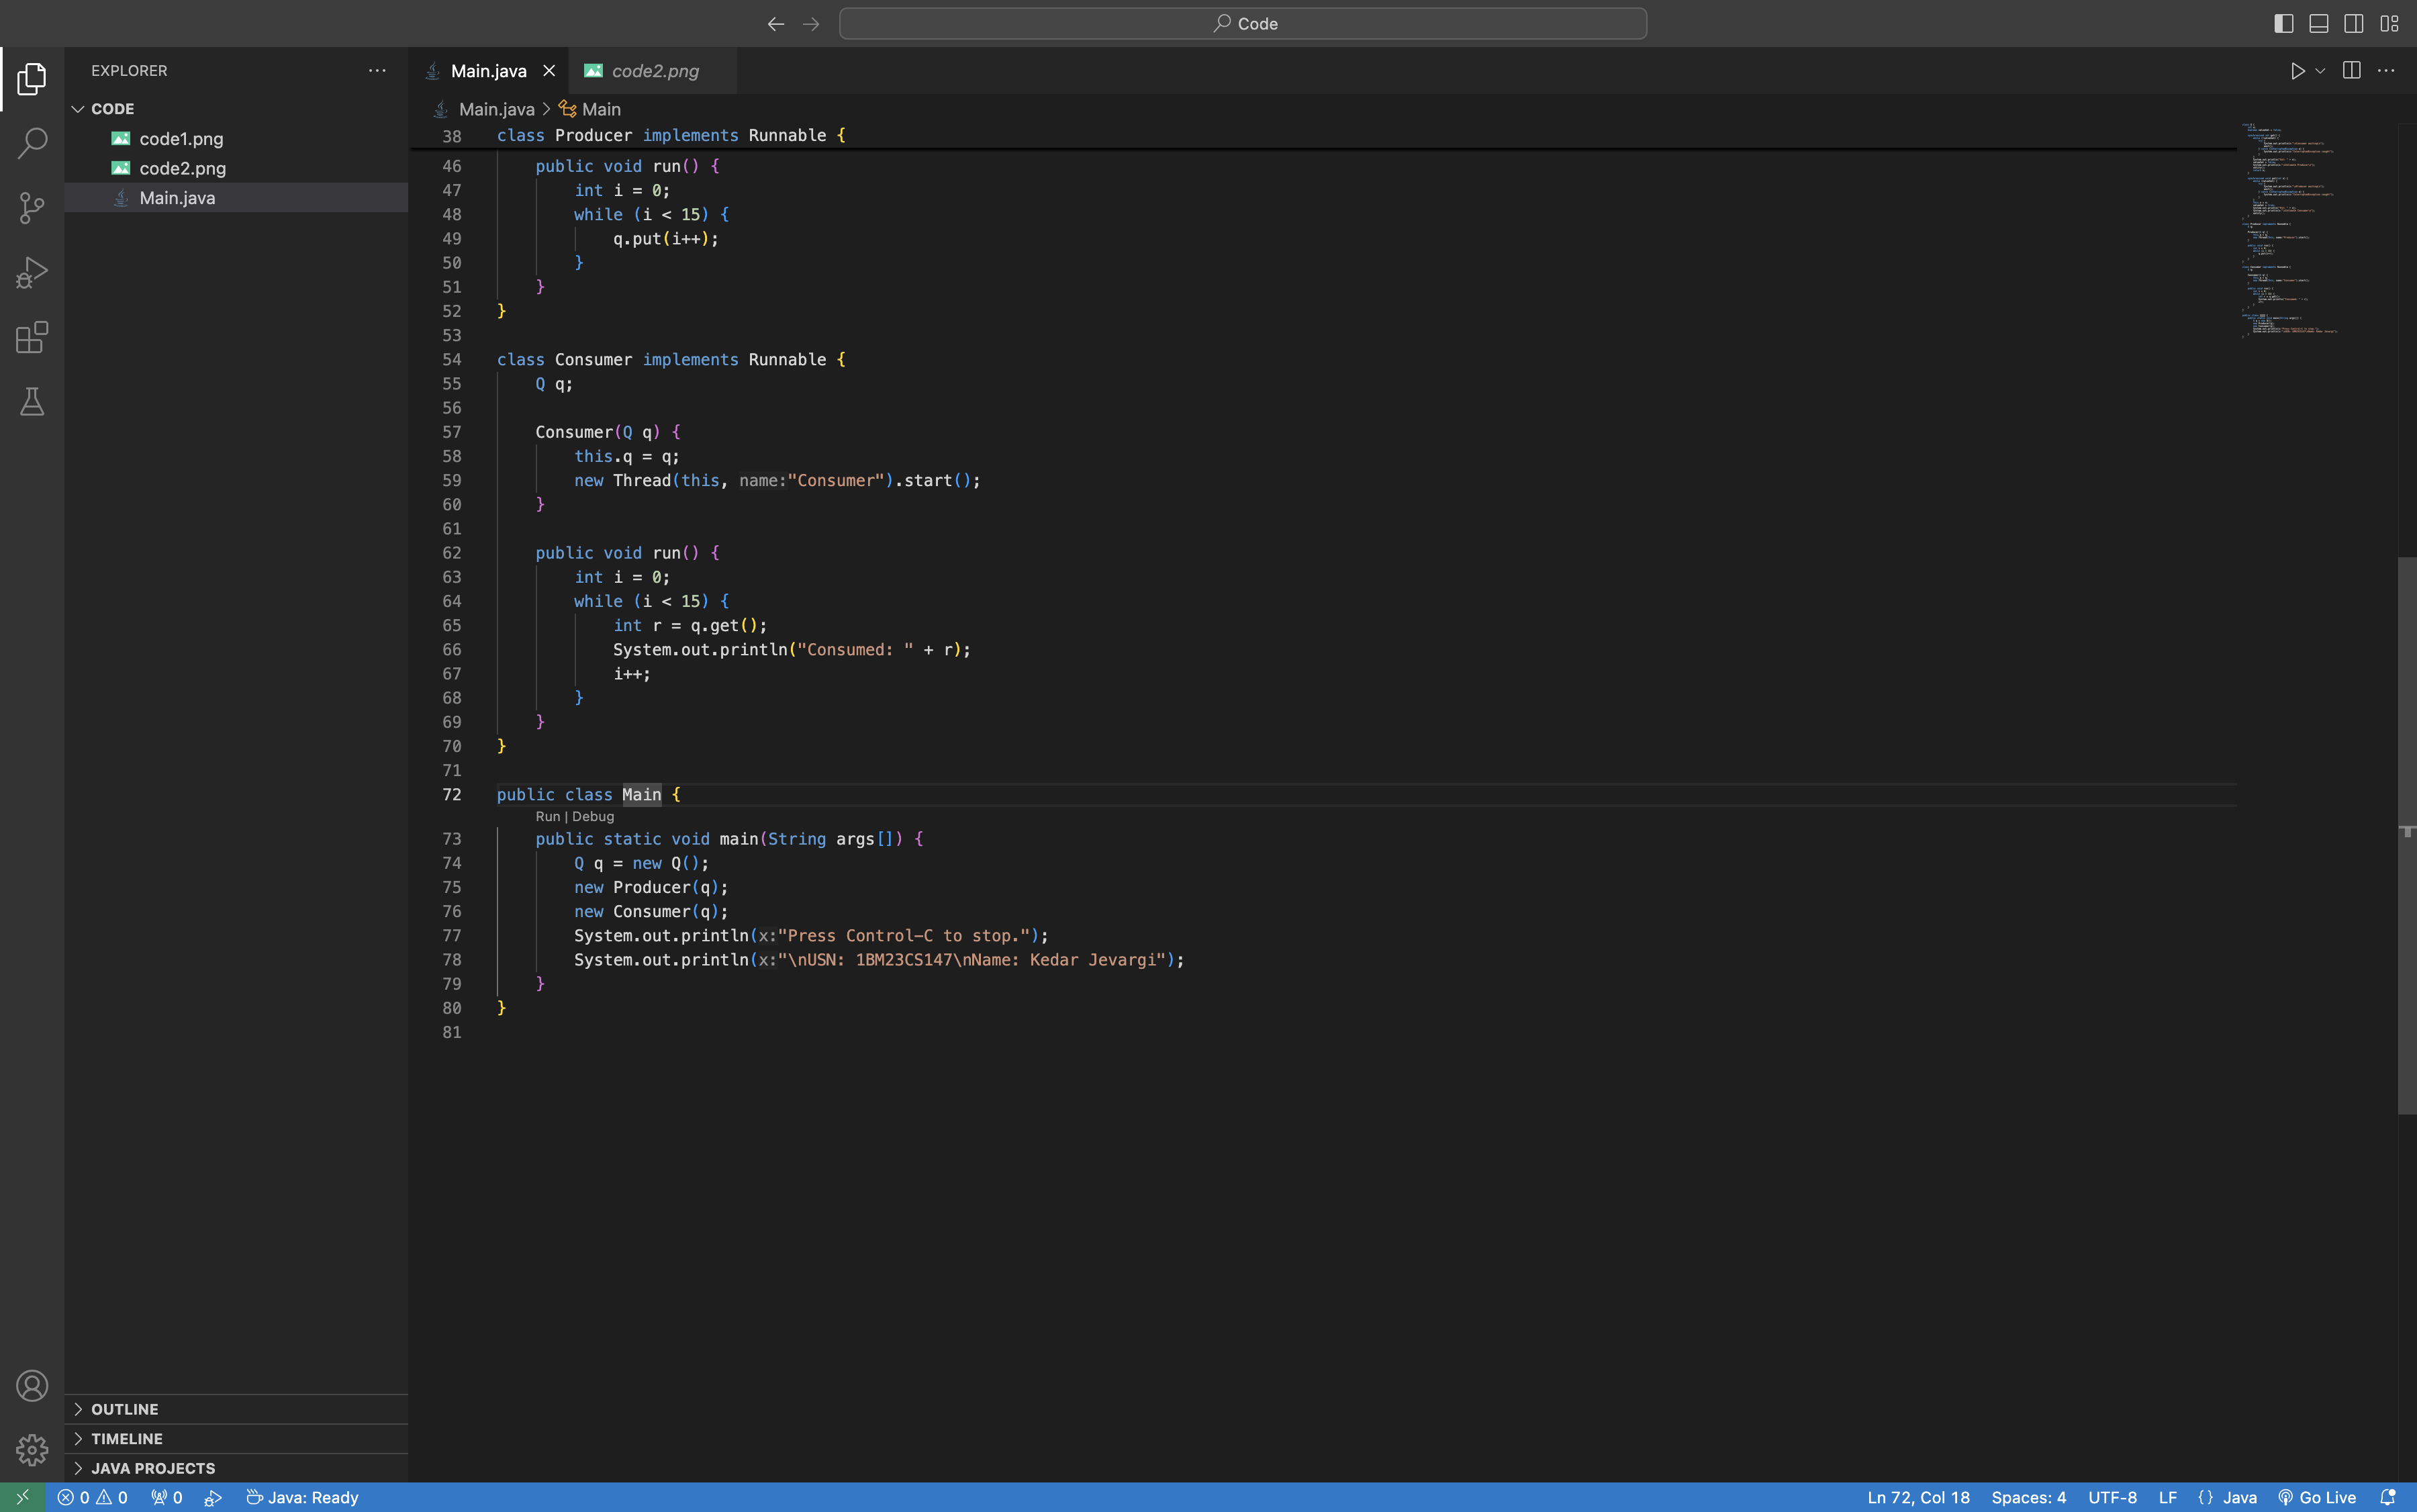 Code
EXPLORER
CODE
code1.png
code2.png
Main.java
OUTLINE
TIMELINE
JAVA PROJECTS
Main.java
code2.png
Main.java > Main
38 class Producer implements Runnable {
46 public void run() {
47 int i = 0;
48 while (i < 15) {
49 q.put(i++);
50 }
51 }
52 }
53
54 class Consumer implements Runnable {
55 Q q;
56
57 Consumer(Q q) {
58 this.q = q;
59 new Thread(this, name:"Consumer").start();
60 }
61
62 public void run() {
63 int i = 0;
64 while (i < 15) {
65 int r = q.get();
66 System.out.println("Consumed: " + r);
67 i++;
68 }
69 }
70 }
71
72 public class Main {
Run | Debug
73 public static void main(String args[]) {
74 Q q = new Q();
75 new Producer(q);
76 new Consumer(q);
77 System.out.println(x:"Press Control-C to stop.");
78 System.out.println(x:"\nUSN: 1BM23CS147\nName: Kedar Jevargi");
79 }
80 }
81
0 0 0 Java: Ready Ln 72, Col 18 Spaces: 4 UTF-8 LF {} Java Go Live